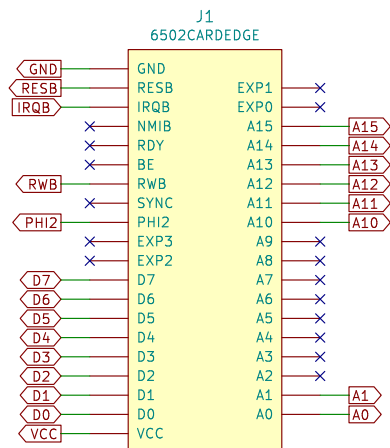 J1
6502CARDEDGE
GND GND
RESB RESB EXP1
IRQB IRQB EXP0
NMIB A15 A15
RDY A14 A14
BE A13 A13
RWB RWB A12 A12
SYNC A11 A11
PHI2 PHI2 A10 A10
EXP3 A9
EXP2 A8
D7 D7 A7
D6 D6 A6
D5 D5 A5
D4 D4 A4
D3 D3 A3
D2 D2 A2
D1 D1 A1 A1
D0 D0 A0 A0
VCC VCC